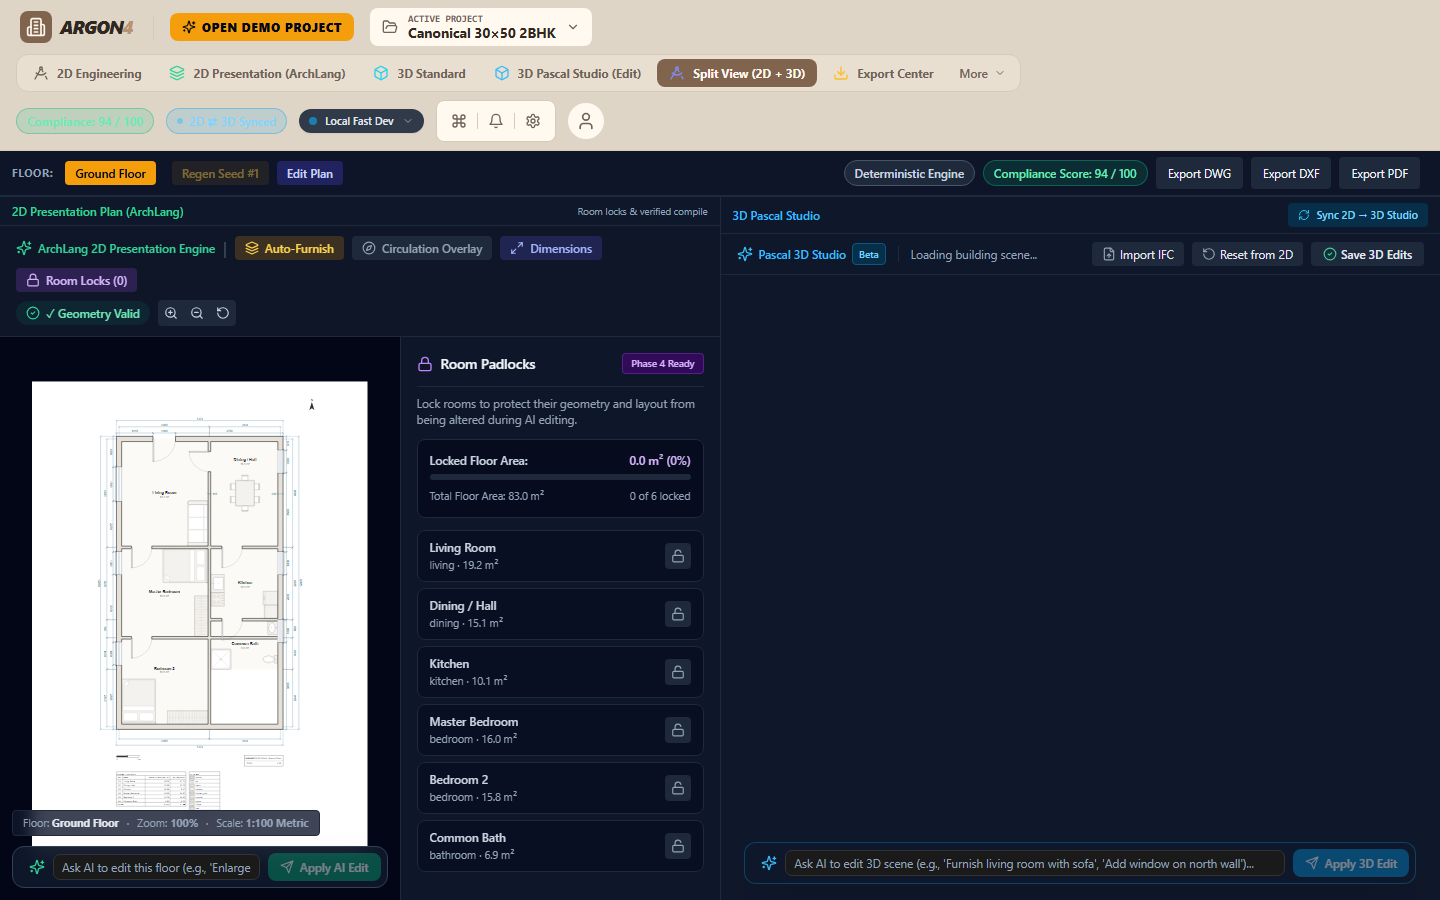 ARGON4
OPEN DEMO PROJECT
ACTIVE PROJECT
Canonical 30×50 2BHK
2D Engineering
2D Presentation (ArchLang)
3D Standard
3D Pascal Studio (Edit)
Split View (2D + 3D)
Export Center
More
Compliance: 94 / 100
2D ⇄ 3D Synced
Local Fast Dev
FLOOR:
Ground Floor
Regen Seed #1
Edit Plan
Deterministic Engine
Compliance Score: 94 / 100
Export DWG
Export DXF
Export PDF
2D Presentation Plan (ArchLang)
Room locks & verified compile
ArchLang 2D Presentation Engine
Auto-Furnish
Circulation Overlay
Dimensions
Room Locks (0)
✓ Geometry Valid
Living Room
Dining / Hall
Master Bedroom
Kitchen
Common Bath
Bedroom 2
Floor: Ground Floor · Zoom: 100% · Scale: 1:100 Metric
Ask AI to edit this floor (e.g., 'Enlarge
Apply AI Edit
Room Padlocks
Phase 4 Ready
Lock rooms to protect their geometry and layout from
being altered during AI editing.
Locked Floor Area:
0.0 m² (0%)
Total Floor Area: 83.0 m²
0 of 6 locked
Living Room
living · 19.2 m²
Dining / Hall
dining · 15.1 m²
Kitchen
kitchen · 10.1 m²
Master Bedroom
bedroom · 16.0 m²
Bedroom 2
bedroom · 15.8 m²
Common Bath
bathroom · 6.9 m²
3D Pascal Studio
Sync 2D → 3D Studio
Pascal 3D Studio
Beta
Loading building scene...
Import IFC
Reset from 2D
Save 3D Edits
Ask AI to edit 3D scene (e.g., 'Furnish living room with sofa', 'Add window on north wall')...
Apply 3D Edit